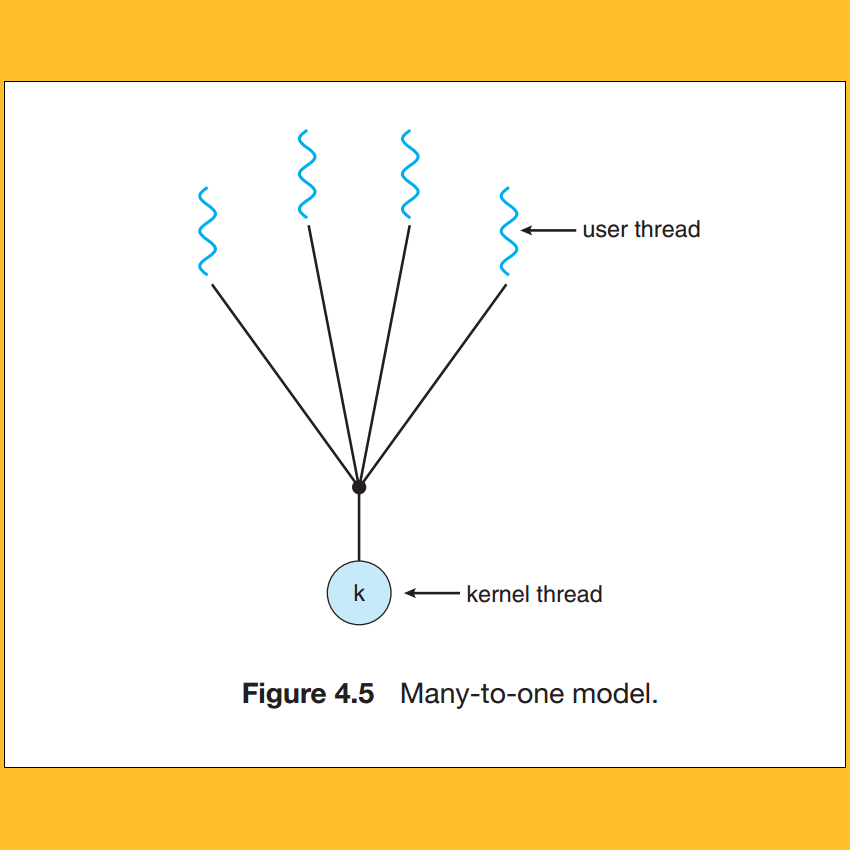 user thread
k
kernel thread
Figure 4.5 Many-to-one model.